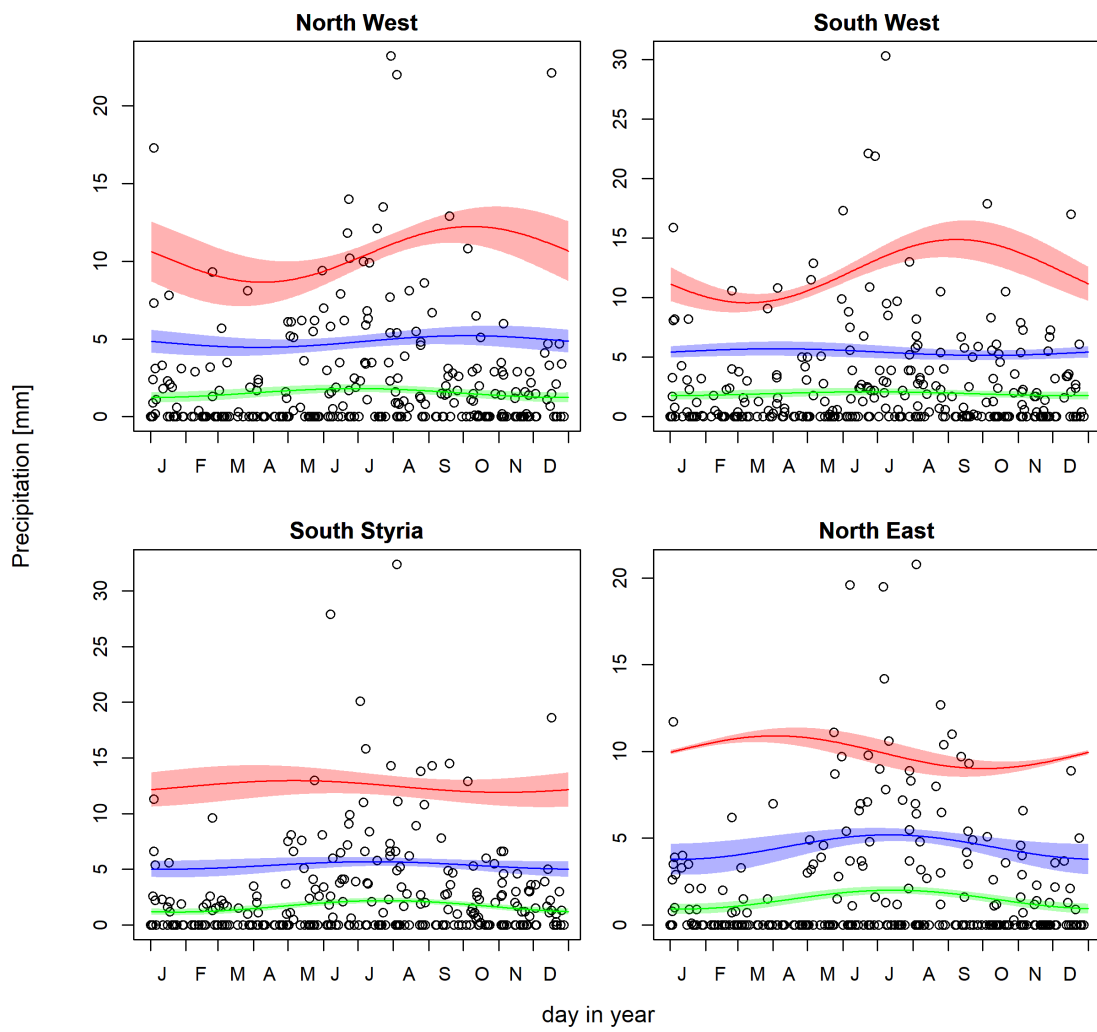 North West
South West
20
15
10
5
0
30
25
20
15
10
5
0
J F M A M J J A S O N D
J F M A M J J A S O N D
Precipitation [mm]
South Styria
North East
30
25
20
15
10
5
0
20
15
10
5
0
J F M A M J J A S O N D
J F M A M J J A S O N D
day in year